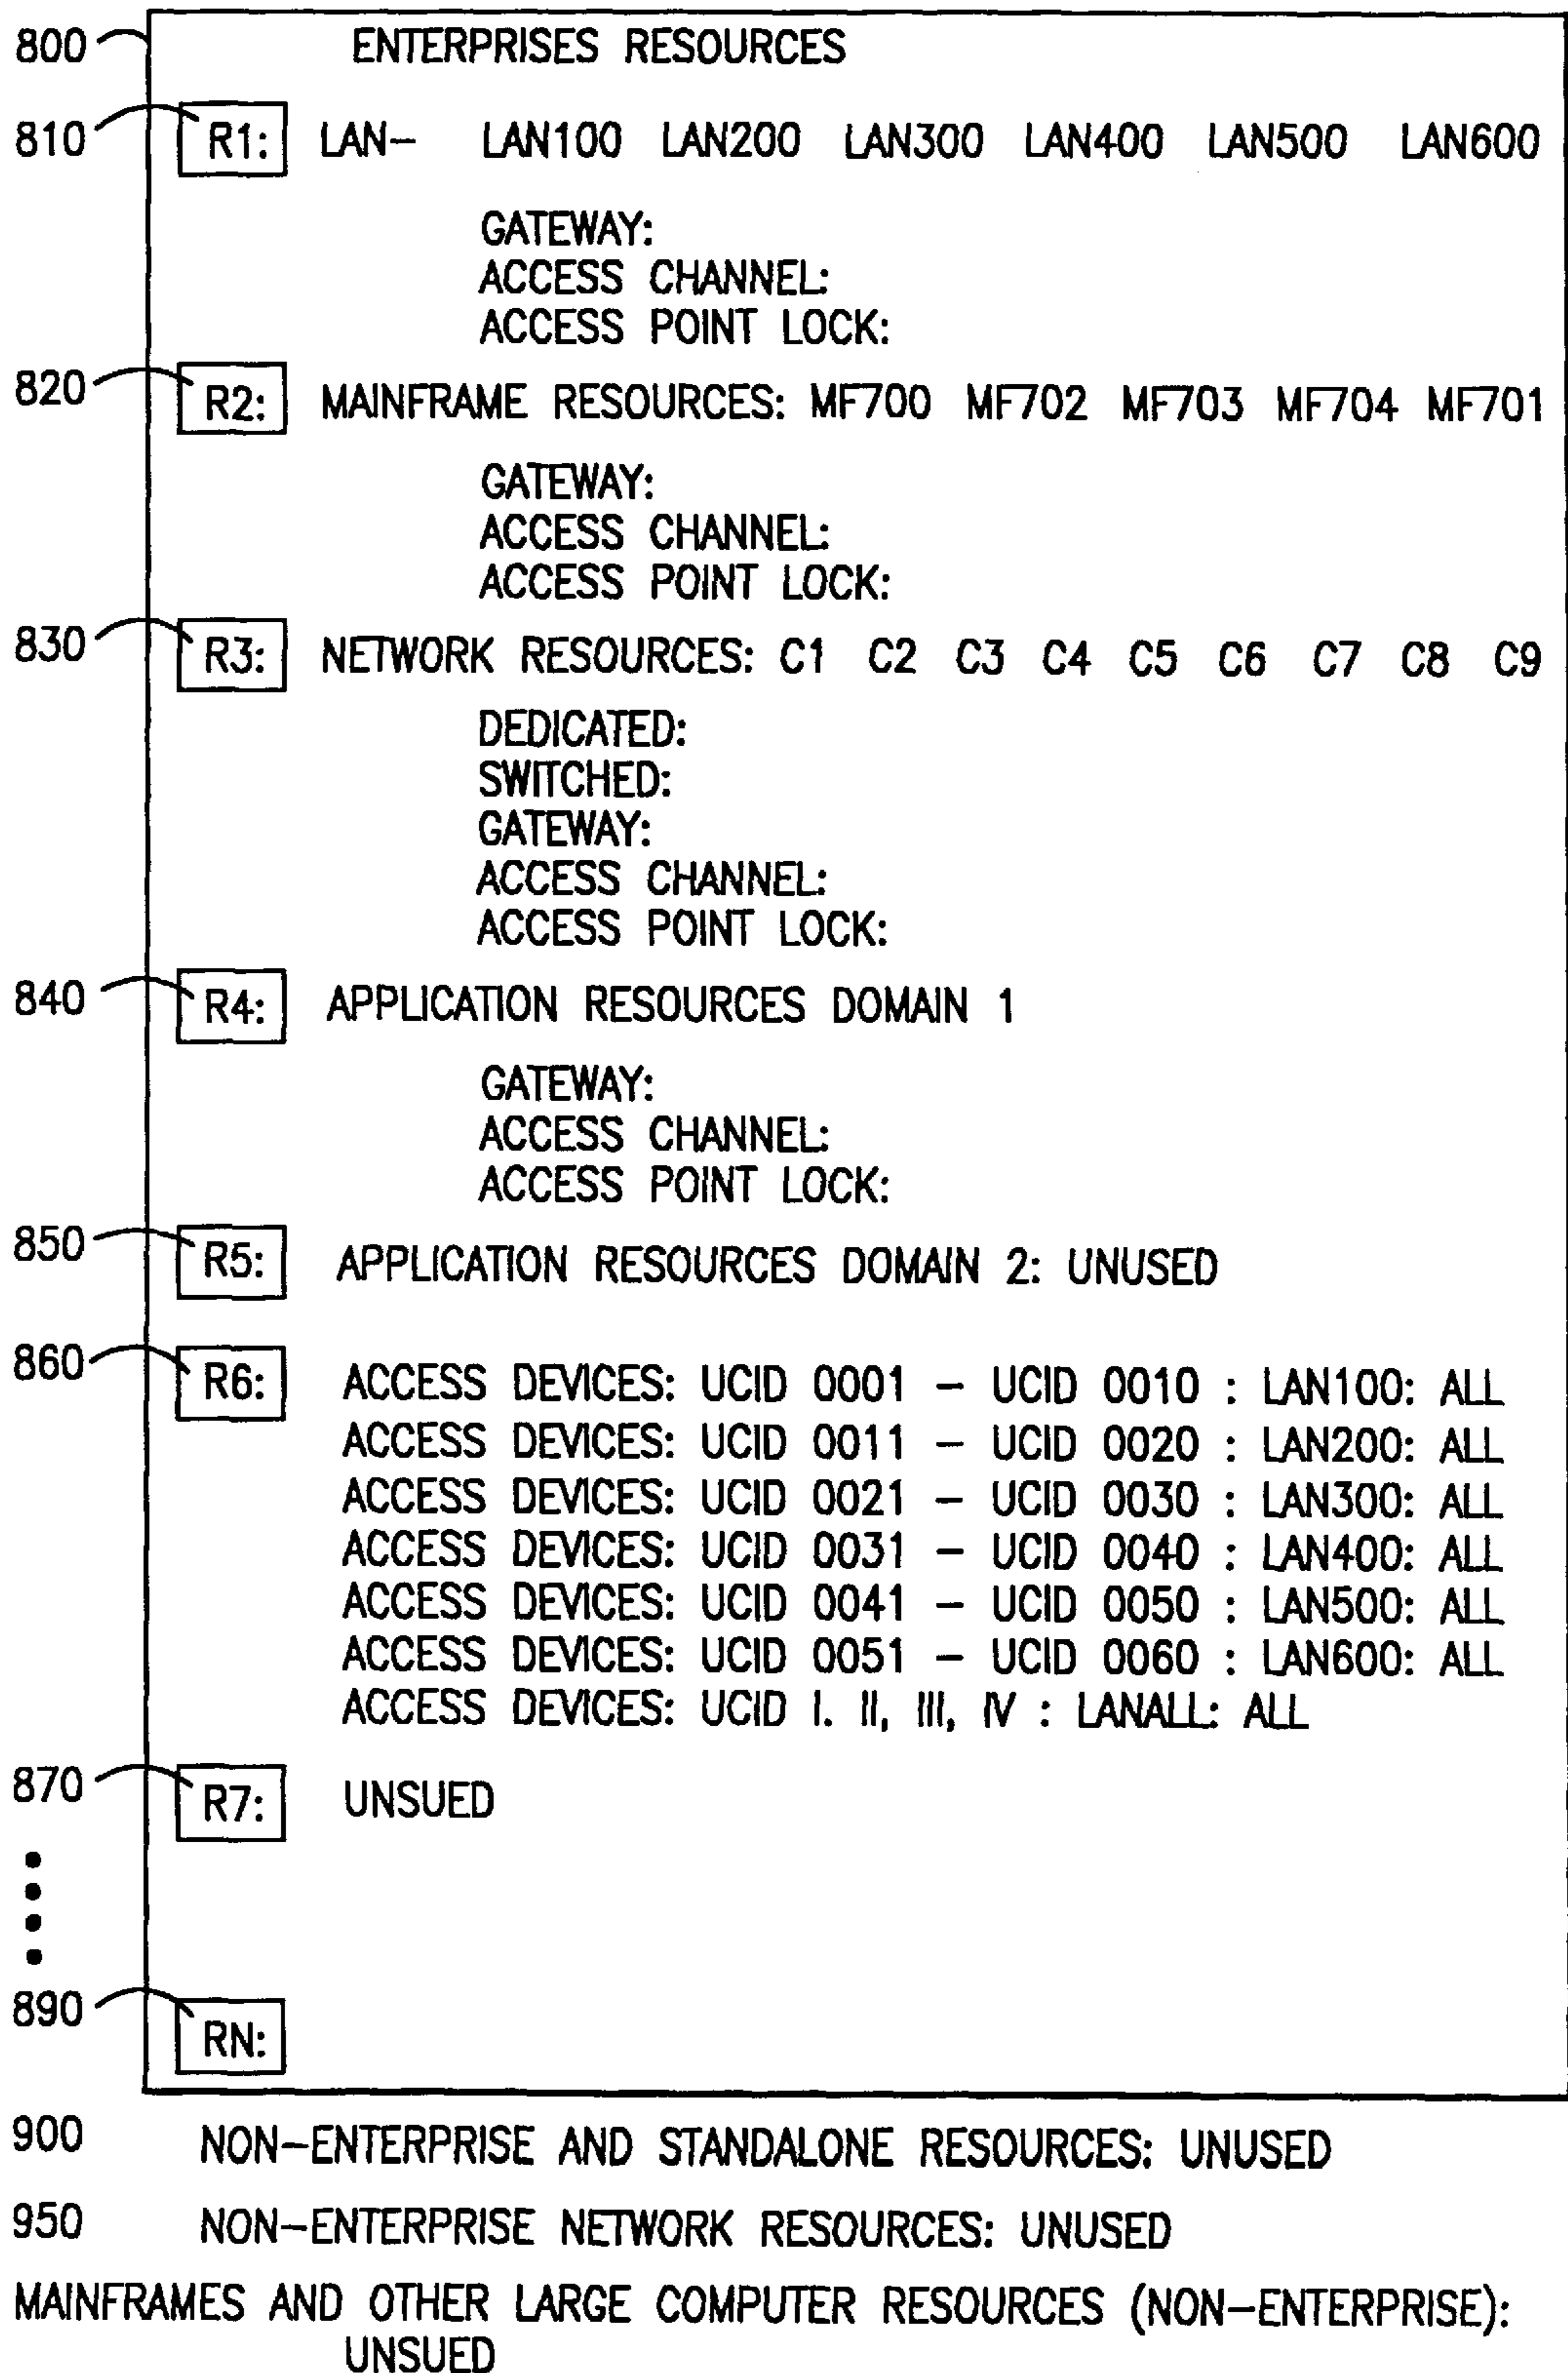 800 ENTERPRISES RESOURCES
810 R1: LAN- LAN100 LAN200 LAN300 LAN400 LAN500 LAN600
GATEWAY:
ACCESS CHANNEL:
ACCESS POINT LOCK:
820 R2: MAINFRAME RESOURCES: MF700 MF702 MF703 MF704 MF701
GATEWAY:
ACCESS CHANNEL:
ACCESS POINT LOCK:
830 R3: NETWORK RESOURCES: C1 C2 C3 C4 C5 C6 C7 C8 C9
DEDICATED:
SWITCHED:
GATEWAY:
ACCESS CHANNEL:
ACCESS POINT LOCK:
840 R4: APPLICATION RESOURCES DOMAIN 1
GATEWAY:
ACCESS CHANNEL:
ACCESS POINT LOCK:
850 R5: APPLICATION RESOURCES DOMAIN 2: UNUSED
860 R6: ACCESS DEVICES: UCID 0001 – UCID 0010 : LAN100: ALL
ACCESS DEVICES: UCID 0011 – UCID 0020 : LAN200: ALL
ACCESS DEVICES: UCID 0021 – UCID 0030 : LAN300: ALL
ACCESS DEVICES: UCID 0031 – UCID 0040 : LAN400: ALL
ACCESS DEVICES: UCID 0041 – UCID 0050 : LAN500: ALL
ACCESS DEVICES: UCID 0051 – UCID 0060 : LAN600: ALL
ACCESS DEVICES: UCID I. II, III, IV : LANALL: ALL
870 R7: UNSUED
890 RN:
900 NON-ENTERPRISE AND STANDALONE RESOURCES: UNUSED
950 NON-ENTERPRISE NETWORK RESOURCES: UNUSED
MAINFRAMES AND OTHER LARGE COMPUTER RESOURCES (NON-ENTERPRISE):
UNSUED